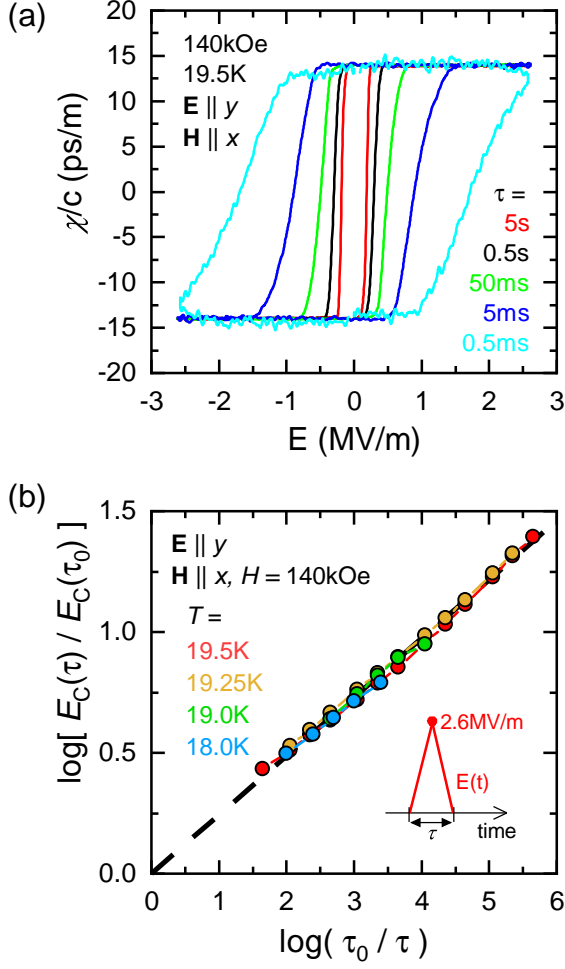 (a)
20
15
10
5
0
-5
-10
-15
-20
χ/c (ps/m)
140kOe
19.5K
E || y
H || x
τ =
5s
0.5s
50ms
5ms
0.5ms
-3 -2 -1 0 1 2 3
E (MV/m)
(b)
1.5
1.0
0.5
0.0
log[ E_C(τ) / E_C(τ_0) ]
E || y
H || x, H = 140kOe
T =
19.5K
19.25K
19.0K
18.0K
2.6MV/m
E(t)
time
τ
0 1 2 3 4 5 6
log( τ_0 / τ )